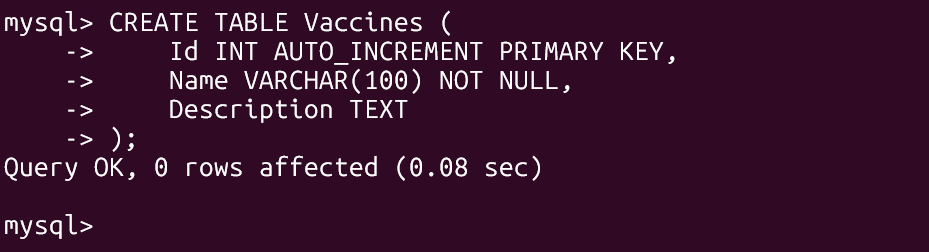 mysql> CREATE TABLE Vaccines (
    ->     Id INT AUTO_INCREMENT PRIMARY KEY,
    ->     Name VARCHAR(100) NOT NULL,
    ->     Description TEXT
    -> );
Query OK, 0 rows affected (0.08 sec)

mysql>